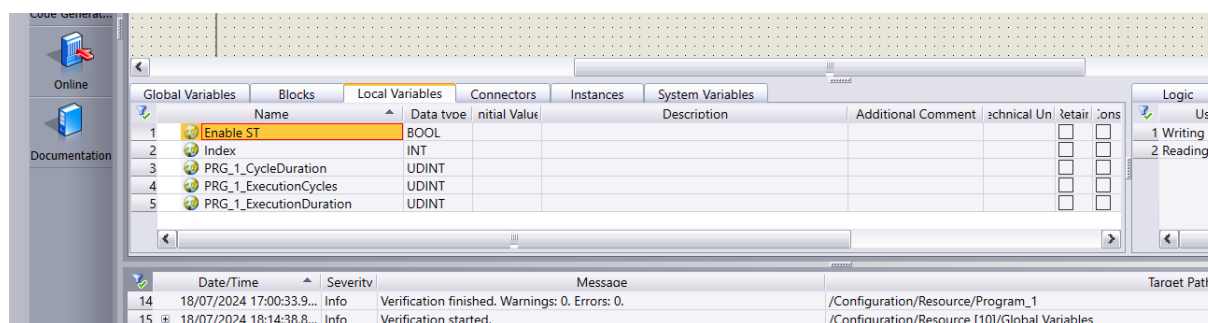 Code Generat...
Online
Documentation
Global Variables Blocks Local Variables Connectors Instances System Variables
Name Data type nitial Value Description Additional Comment chnical Un Retain Cons
1 Enable ST BOOL
2 Index INT
3 PRG_1_CycleDuration UDINT
4 PRG_1_ExecutionCycles UDINT
5 PRG_1_ExecutionDuration UDINT
Logic
Us
1 Writing
2 Reading
Date/Time Severity Message Target Path
14 18/07/2024 17:00:33.9... Info Verification finished. Warnings: 0. Errors: 0. /Configuration/Resource/Program_1
15 18/07/2024 18:14:38.8... Info Verification started. /Configuration/Resource [10]/Global Variables